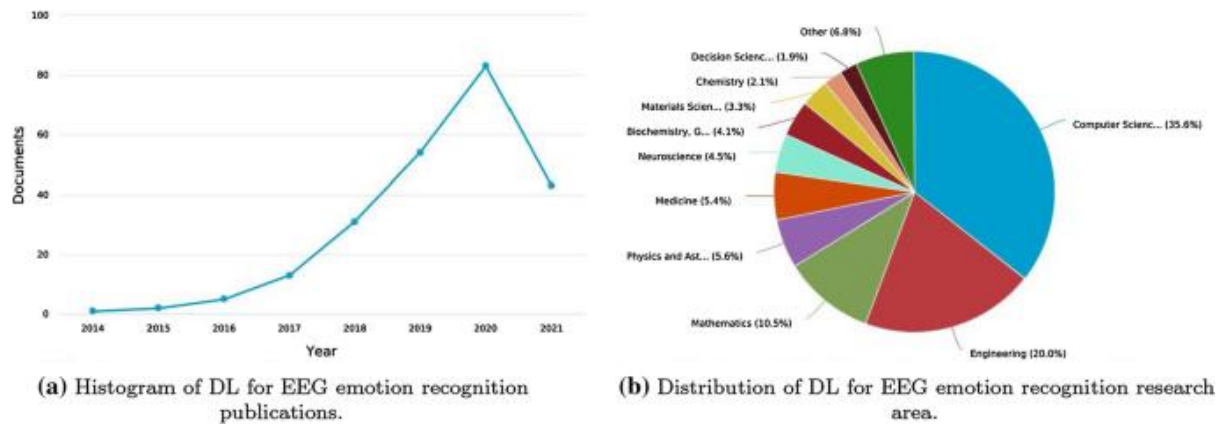 100
80
60
40
20
0
Documents
2014 2015 2016 2017 2018 2019 2020 2021
Year
(a) Histogram of DL for EEG emotion recognition
publications.
Other (6.8%)
Decision Scienc... (1.9%)
Chemistry (2.1%)
Materials Scien... (3.3%)
Biochemistry, G... (4.1%)
Neuroscience (4.5%)
Medicine (5.4%)
Physics and Ast... (5.6%)
Mathematics (10.5%)
Engineering (20.0%)
Computer Scienc... (35.6%)
(b) Distribution of DL for EEG emotion recognition research
area.